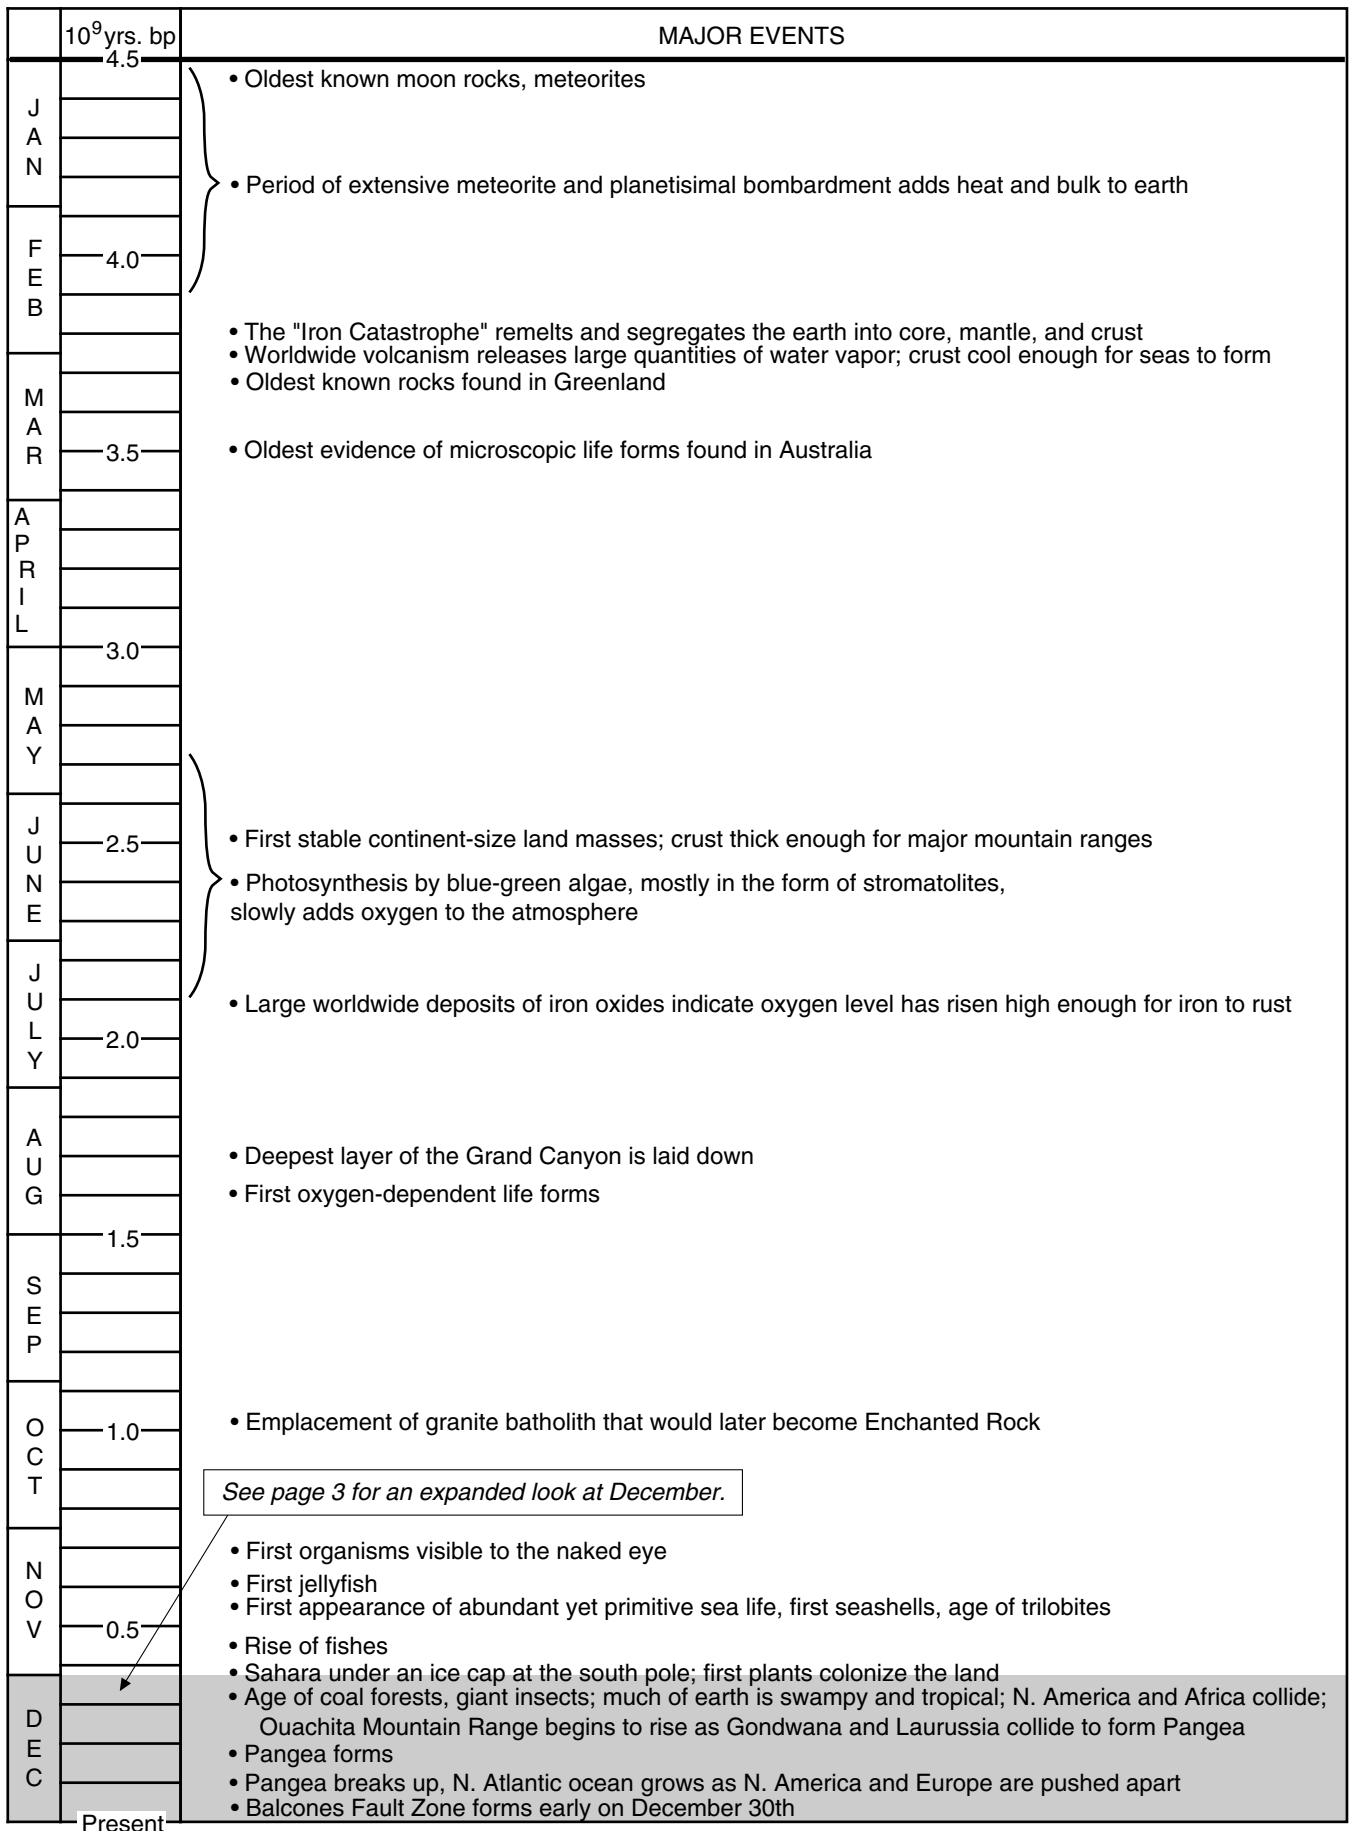 10⁹yrs. bp MAJOR EVENTS
4.5
JAN
• Oldest known moon rocks, meteorites
• Period of extensive meteorite and planetisimal bombardment adds heat and bulk to earth
FEB
4.0
• The "Iron Catastrophe" remelts and segregates the earth into core, mantle, and crust
• Worldwide volcanism releases large quantities of water vapor; crust cool enough for seas to form
• Oldest known rocks found in Greenland
MAR
3.5
• Oldest evidence of microscopic life forms found in Australia
APRIL
3.0
MAY
JUNE
2.5
• First stable continent-size land masses; crust thick enough for major mountain ranges
• Photosynthesis by blue-green algae, mostly in the form of stromatolites,
slowly adds oxygen to the atmosphere
JULY
• Large worldwide deposits of iron oxides indicate oxygen level has risen high enough for iron to rust
2.0
AUG
• Deepest layer of the Grand Canyon is laid down
• First oxygen-dependent life forms
1.5
SEP
OCT
1.0
• Emplacement of granite batholith that would later become Enchanted Rock
See page 3 for an expanded look at December.
NOV
• First organisms visible to the naked eye
• First jellyfish
• First appearance of abundant yet primitive sea life, first seashells, age of trilobites
0.5
• Rise of fishes
• Sahara under an ice cap at the south pole; first plants colonize the land
DEC
• Age of coal forests, giant insects; much of earth is swampy and tropical; N. America and Africa collide;
Ouachita Mountain Range begins to rise as Gondwana and Laurussia collide to form Pangea
• Pangea forms
• Pangea breaks up, N. Atlantic ocean grows as N. America and Europe are pushed apart
• Balcones Fault Zone forms early on December 30th
Present